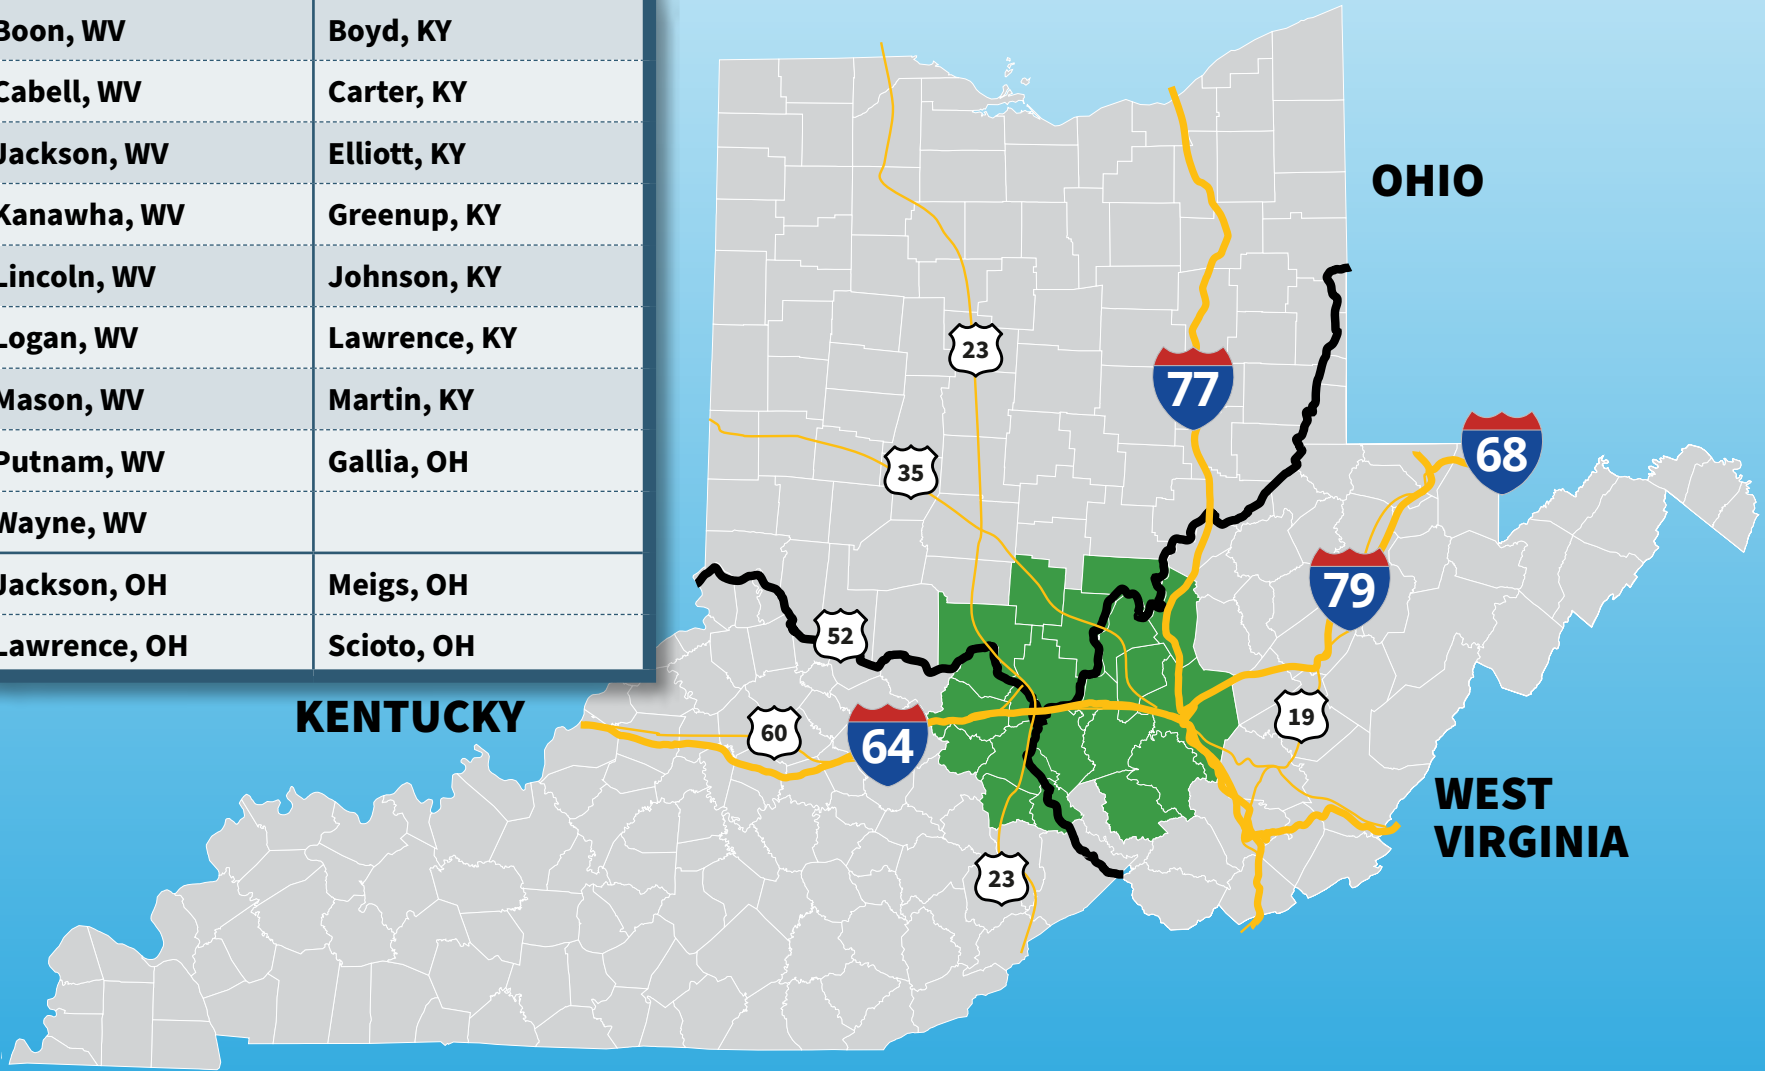 Boon, WV
Boyd, KY
Cabell, WV
Carter, KY
Jackson, WV
Elliott, KY
Kanawha, WV
Greenup, KY
Lincoln, WV
Johnson, KY
Logan, WV
Lawrence, KY
Mason, WV
Martin, KY
Putnam, WV
Gallia, OH
Wayne, WV
Jackson, OH
Meigs, OH
Lawrence, OH
Scioto, OH
OHIO
23
77
68
35
79
52
KENTUCKY
60
64
19
WEST
VIRGINIA
23